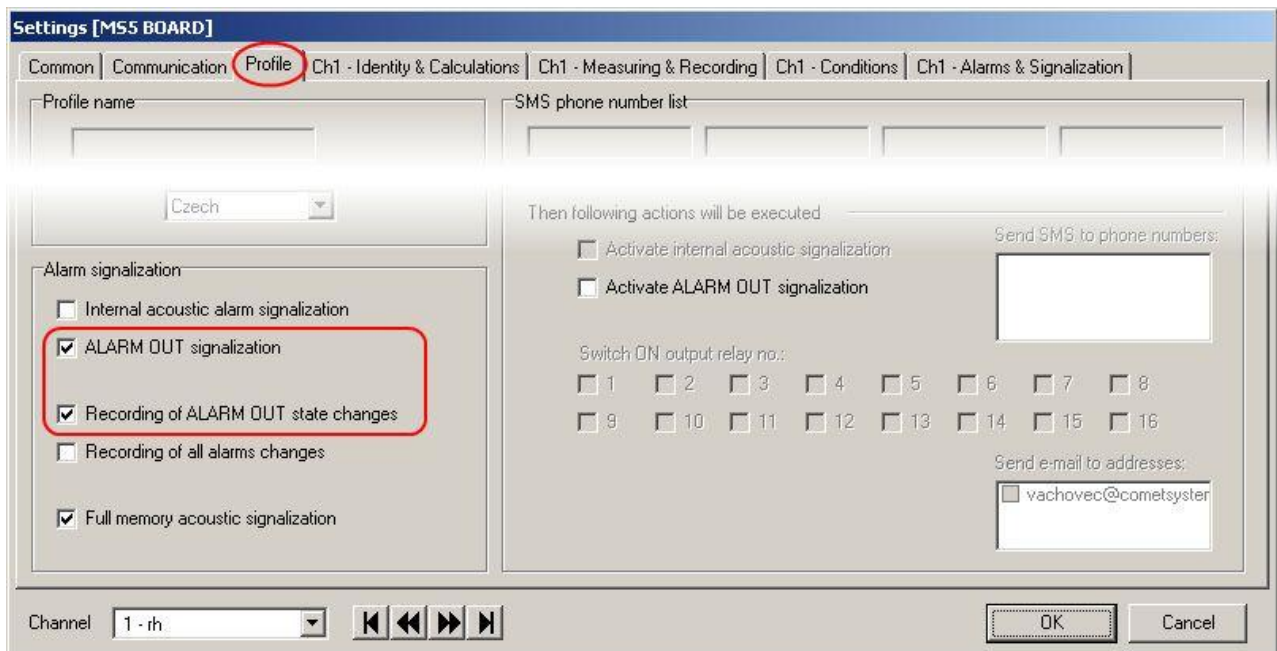 Settings [MS5 BOARD]
Common Communication Profile Ch1 - Identity & Calculations Ch1 - Measuring & Recording Ch1 - Conditions Ch1 - Alarms & Signalization
Profile name
Czech
Alarm signalization
Internal acoustic alarm signalization
ALARM OUT signalization
Recording of ALARM OUT state changes
Recording of all alarms changes
Full memory acoustic signalization
SMS phone number list
Then following actions will be executed
Activate internal acoustic signalization
Activate ALARM OUT signalization
Send SMS to phone numbers:
Switch ON output relay no.:
1 2 3 4 5 6 7 8
9 10 11 12 13 14 15 16
Send e-mail to addresses:
vachovec@cometsyster
Channel 1 - rh
OK Cancel